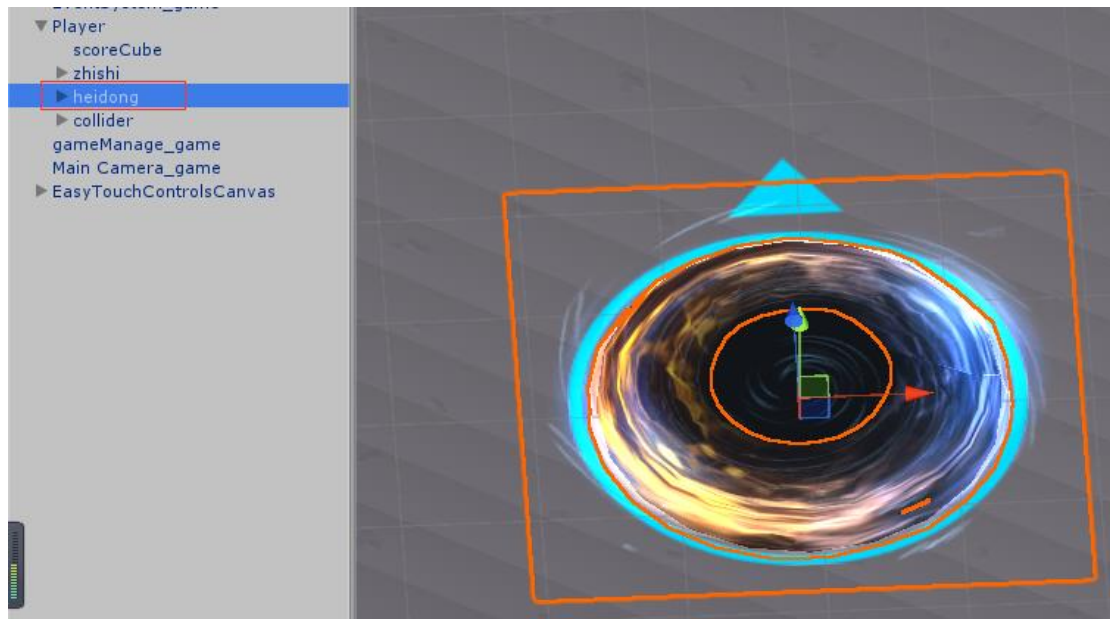 Player
scoreCube
zhishi
heidong
collider
gameManage_game
Main Camera_game
EasyTouchControlsCanvas